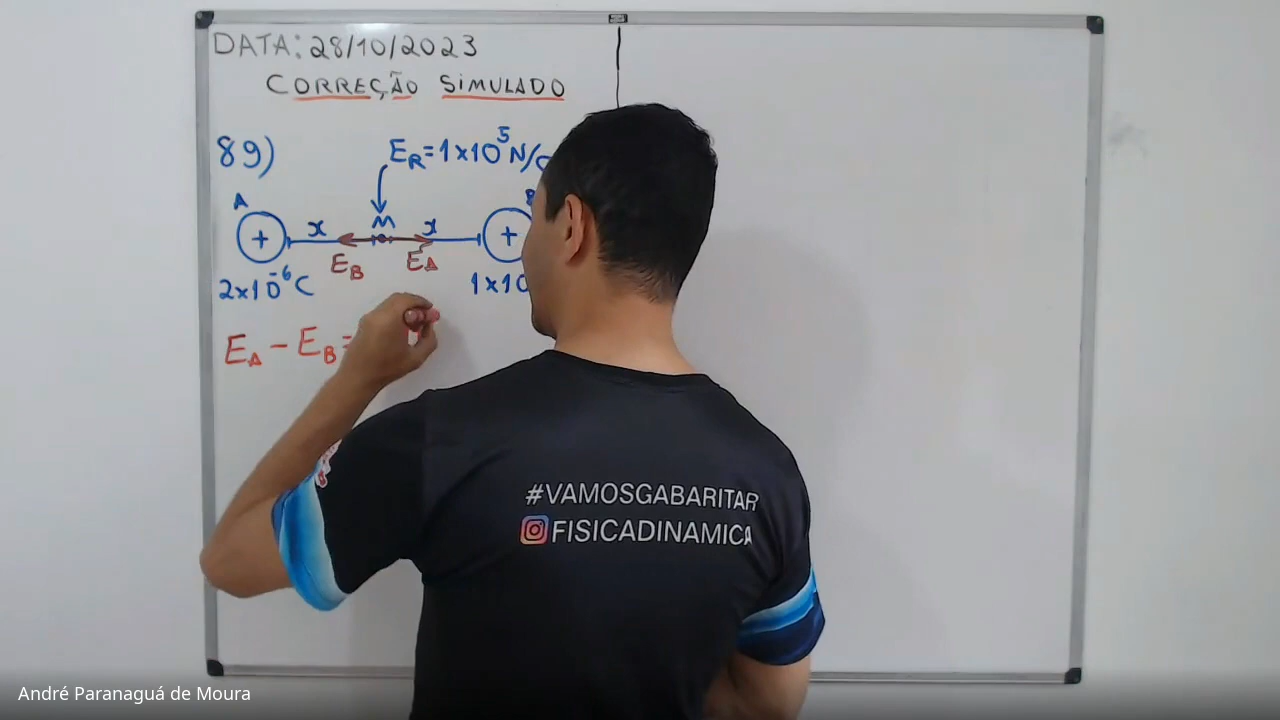 DATA: 28/10/2023
CORREÇÃO SIMULADO
89)
E_R = 1x10^5 N/C
A
M
x
x
+
+
E_B
E_A
2x10^-6 C
1x10
E_A - E_B =
#VAMOSGABARITAR
FISICADINAMICA
André Paranaguá de Moura